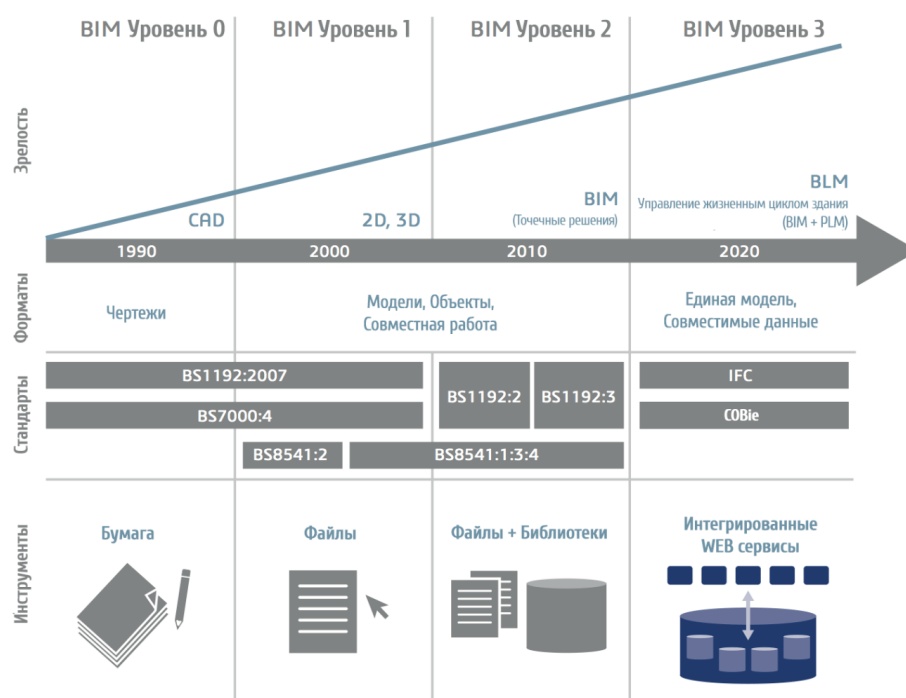 BIM Уровень 0
BIM Уровень 1
BIM Уровень 2
BIM Уровень 3
Зрелость
CAD
2D, 3D
BIM
(Точечные решения)
BLM
Управление жизненным циклом здания
(BIM + PLM)
1990
2000
2010
2020
Форматы
Чертежи
Модели, Объекты,
Совместная работа
Единая модель,
Совместимые данные
Стандарты
BS1192:2007
BS7000:4
BS8541:2
BS8541:1:3:4
BS1192:2
BS1192:3
IFC
COBie
Инструменты
Бумага
Файлы
Файлы + Библиотеки
Интегрированные
WEB сервисы